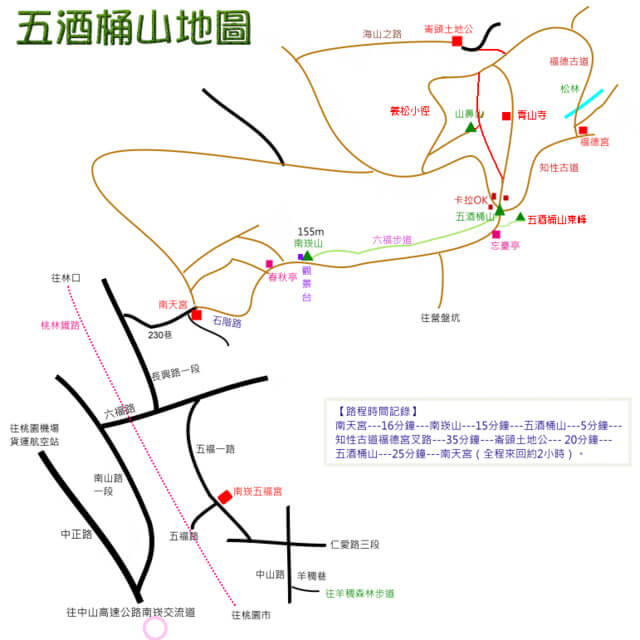 五酒桶山地圖
崙頭土地公
海山之路
福德古道
松林
姜松小徑
山鼻山
青山寺
福德宮
知性古道
卡拉OK
五酒桶山
五酒桶山東峰
155m
南崁山
六福步道
忘憂亭
春秋亭
觀景台
往林口
南天宮
桃林鐵路
石階路
230巷
往營盤坑
長興路一段
六福路
往桃園機場
貨運航空站
【路程時間記錄】
南天宮---16分鐘---南崁山---15分鐘---五酒桶山---5分鐘---
知性古道福德宮叉路---35分鐘---崙頭土地公--- 20分鐘---
五酒桶山---25分鐘---南天宮（全程來回約2小時）。
五福一路
南山路
一段
南崁五福宮
中正路
五福路
仁愛路三段
中山路
羊稠巷
往羊稠森林步道
往中山高速公路南崁交流道
往桃園市